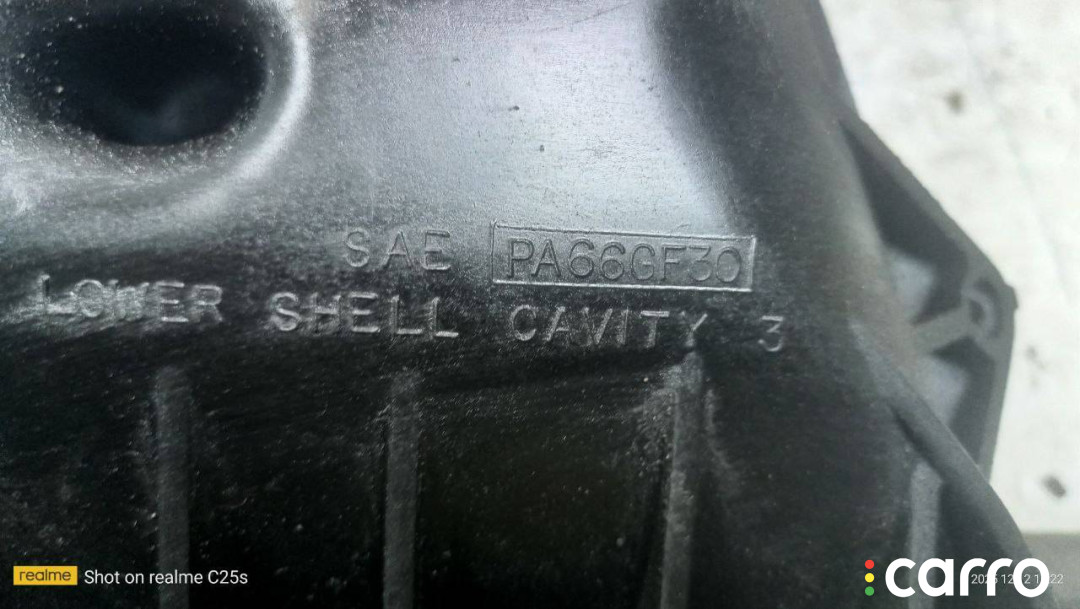 SAE PA66GF30
LOWER SHELL CAVITY 3
realme Shot on realme C25s
carro